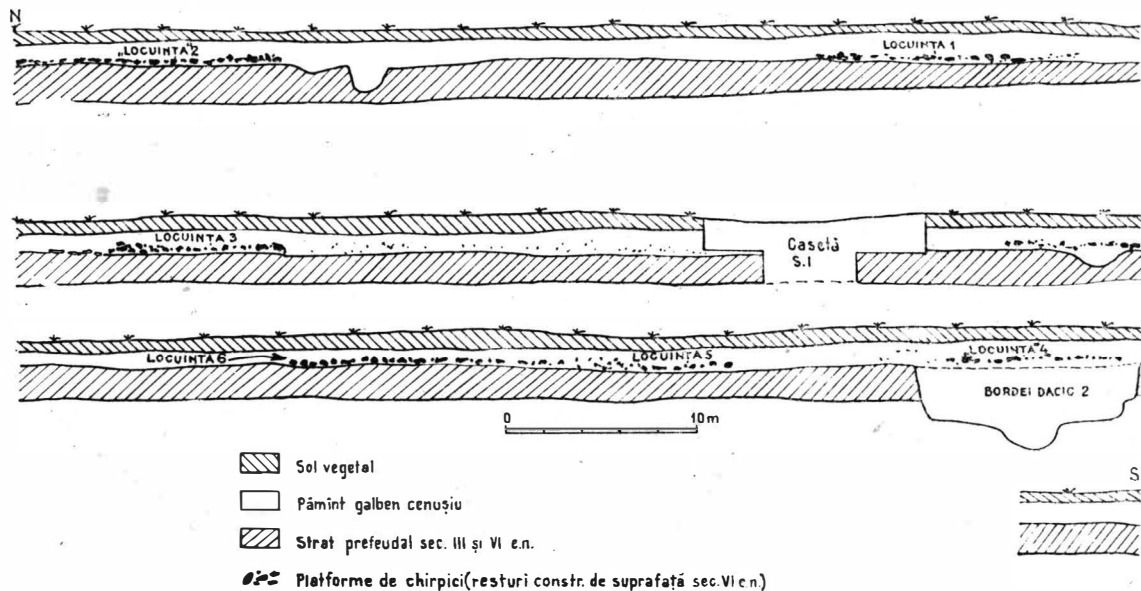 N
„LOCUINTA"2
LOCUINTA 1
LOCUINTA 3
Casetă
S.I
LOCUINTA 6
LOCUINTA 5
LOCUINTA"4
BORDEI DACIC 2
0 10m
Sol vegetal
S
Pămînt galben cenușiu
Strat prefeudal sec. III și VI e.n.
Platforme de chirpici(resturi constr. de suprafață sec. VI e.n.)